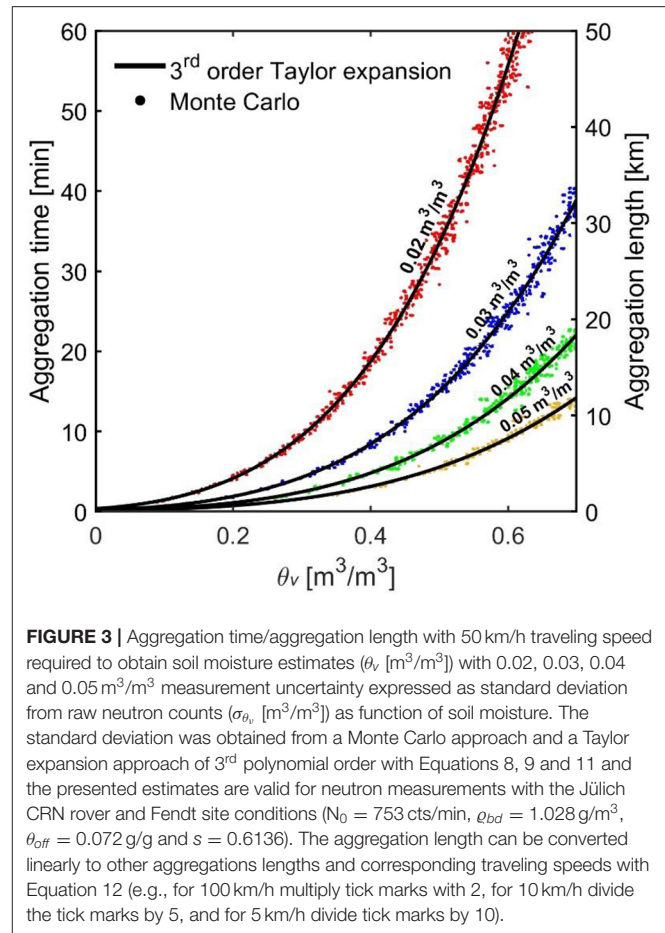 60
50
40
30
20
10
0
Aggregation time [min]
3rd order Taylor expansion
Monte Carlo
0.02 m³/m³
0.03 m³/m³
0.04 m³/m³
0.05 m³/m³
50
40
30
20
10
0
Aggregation length [km]
0
0.2
0.4
0.6
θv [m³/m³]
FIGURE 3 | Aggregation time/aggregation length with 50 km/h traveling speed
required to obtain soil moisture estimates (θv [m³/m³]) with 0.02, 0.03, 0.04
and 0.05 m³/m³ measurement uncertainty expressed as standard deviation
from raw neutron counts (σθv [m³/m³]) as function of soil moisture. The
standard deviation was obtained from a Monte Carlo approach and a Taylor
expansion approach of 3rd polynomial order with Equations 8, 9 and 11 and
the presented estimates are valid for neutron measurements with the Jülich
CRN rover and Fendt site conditions (N₀ = 753 cts/min, ϱbd = 1.028 g/m³,
θoff = 0.072 g/g and s = 0.6136). The aggregation length can be converted
linearly to other aggregations lengths and corresponding traveling speeds with
Equation 12 (e.g., for 100 km/h multiply tick marks with 2, for 10 km/h divide
the tick marks by 5, and for 5 km/h divide tick marks by 10).